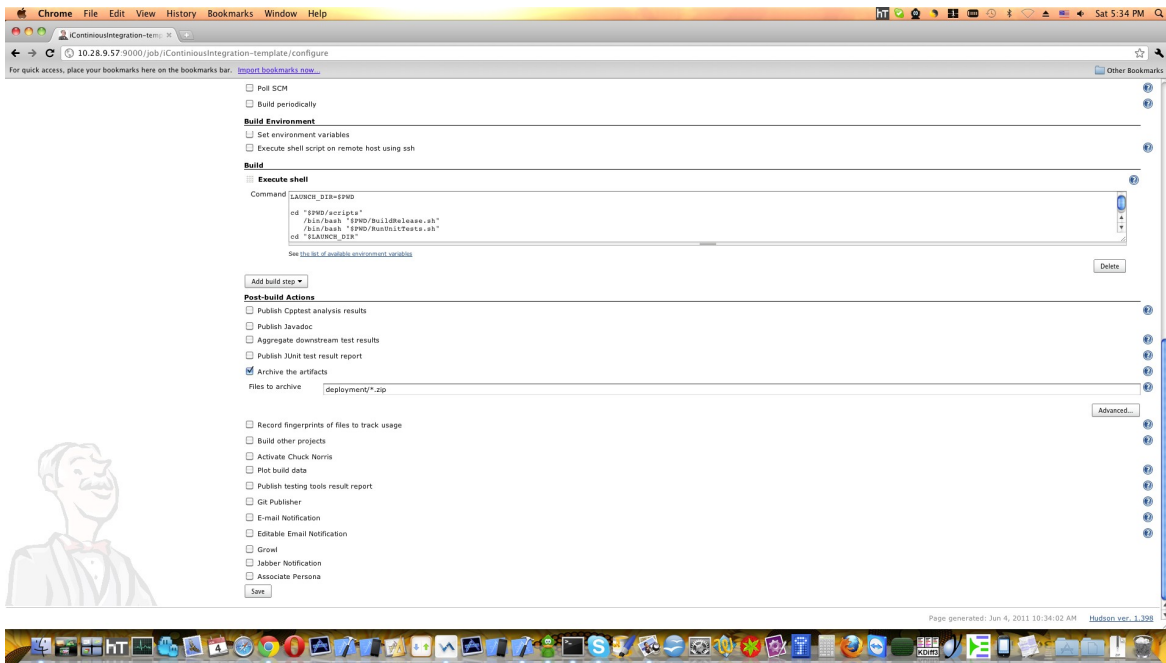 Chrome File Edit View History Bookmarks Window Help hT Sat 5:34 PM
iContiniousIntegration-temp
10.28.9.57:9000/job/iContiniousIntegration-template/configure
For quick access, place your bookmarks here on the bookmarks bar. Import bookmarks now... Other Bookmarks
Poll SCM
Build periodically
Build Environment
Set environment variables
Execute shell script on remote host using ssh
Build
Execute shell
Command LAUNCH_DIR=$PWD
cd "$PWD/scripts"
/bin/bash "$PWD/BuildRelease.sh"
/bin/bash "$PWD/RunUnitTests.sh"
cd "$LAUNCH_DIR"
See the list of available environment variables
Delete
Add build step
Post-build Actions
Publish Cpptest analysis results
Publish Javadoc
Aggregate downstream test results
Publish JUnit test result report
Archive the artifacts
Files to archive deployment/*.zip
Advanced...
Record fingerprints of files to track usage
Build other projects
Activate Chuck Norris
Plot build data
Publish testing tools result report
Git Publisher
E-mail Notification
Editable Email Notification
Growl
Jabber Notification
Associate Persona
Save
Page generated: Jun 4, 2011 10:34:02 AM Hudson ver. 1.398
hT
KDiff3